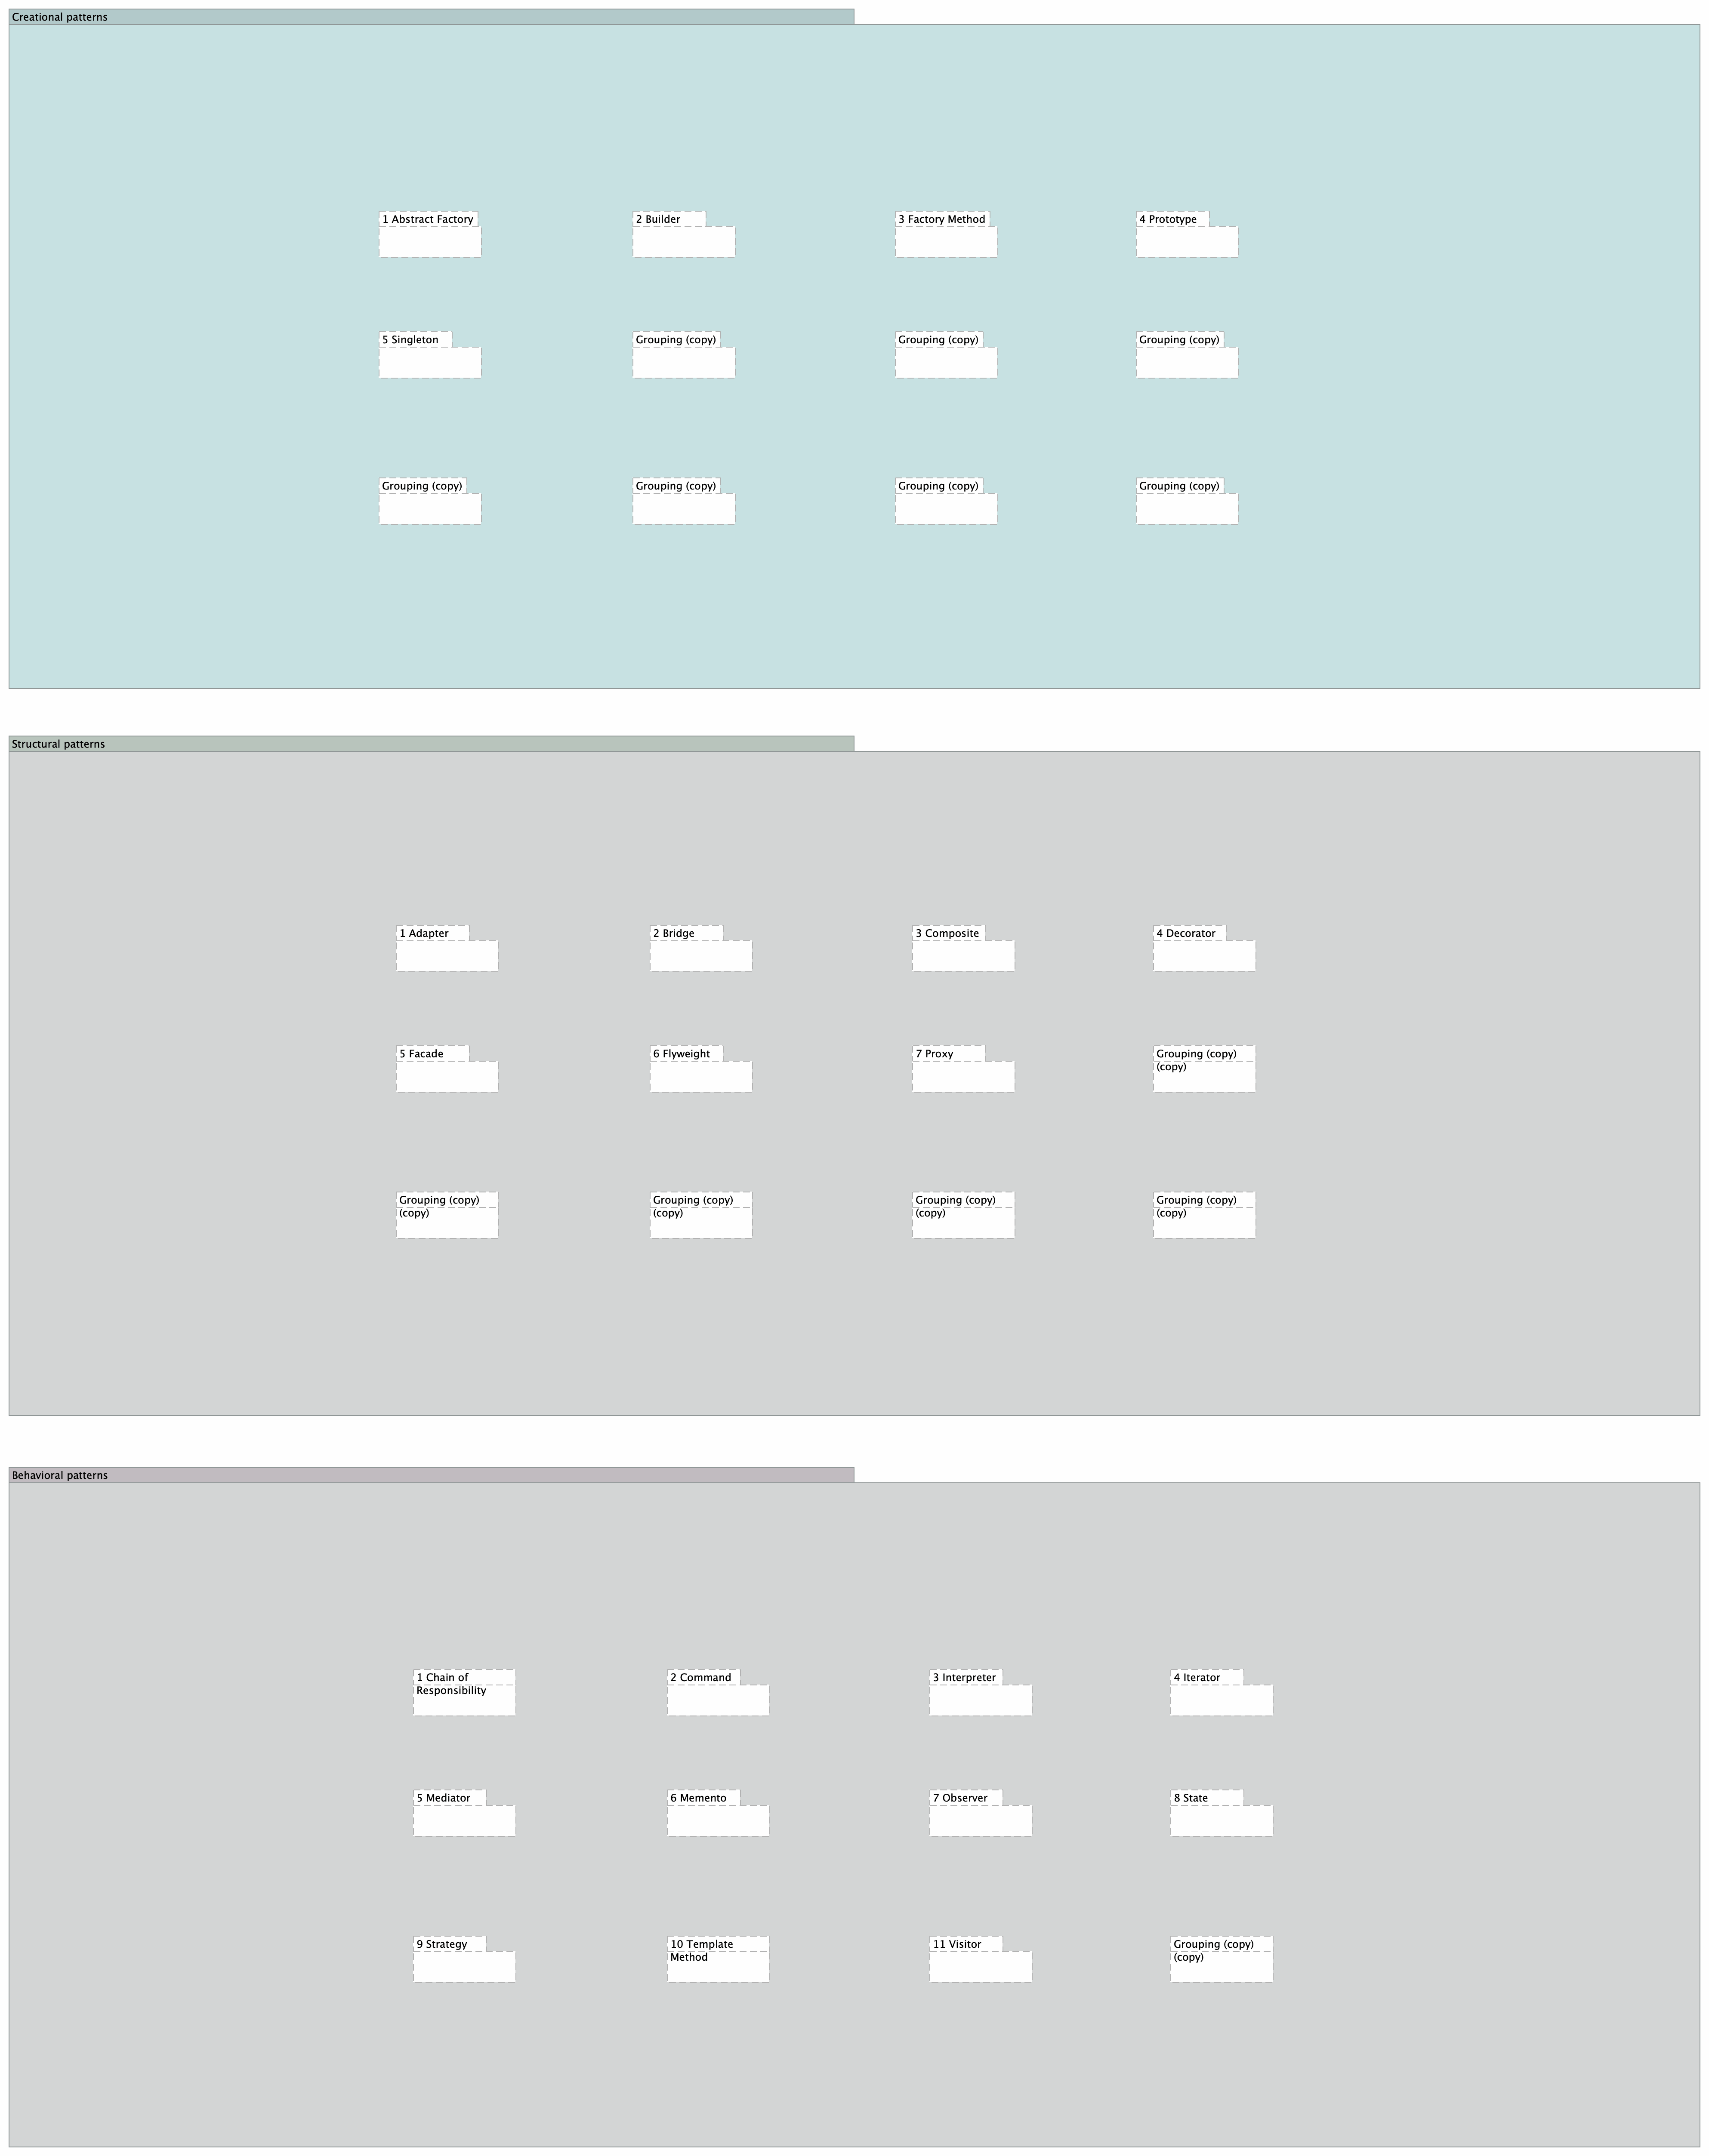 Creational patterns
1 Abstract Factory
2 Builder
3 Factory Method
4 Prototype
5 Singleton
Grouping (copy)
Grouping (copy)
Grouping (copy)
Grouping (copy)
Grouping (copy)
Grouping (copy)
Grouping (copy)
Structural patterns
1 Adapter
2 Bridge
3 Composite
4 Decorator
5 Facade
6 Flyweight
7 Proxy
Grouping (copy)
(copy)
Grouping (copy)
(copy)
Grouping (copy)
(copy)
Grouping (copy)
(copy)
Grouping (copy)
(copy)
Behavioral patterns
1 Chain of
Responsibility
2 Command
3 Interpreter
4 Iterator
5 Mediator
6 Memento
7 Observer
8 State
9 Strategy
10 Template
Method
11 Visitor
Grouping (copy)
(copy)